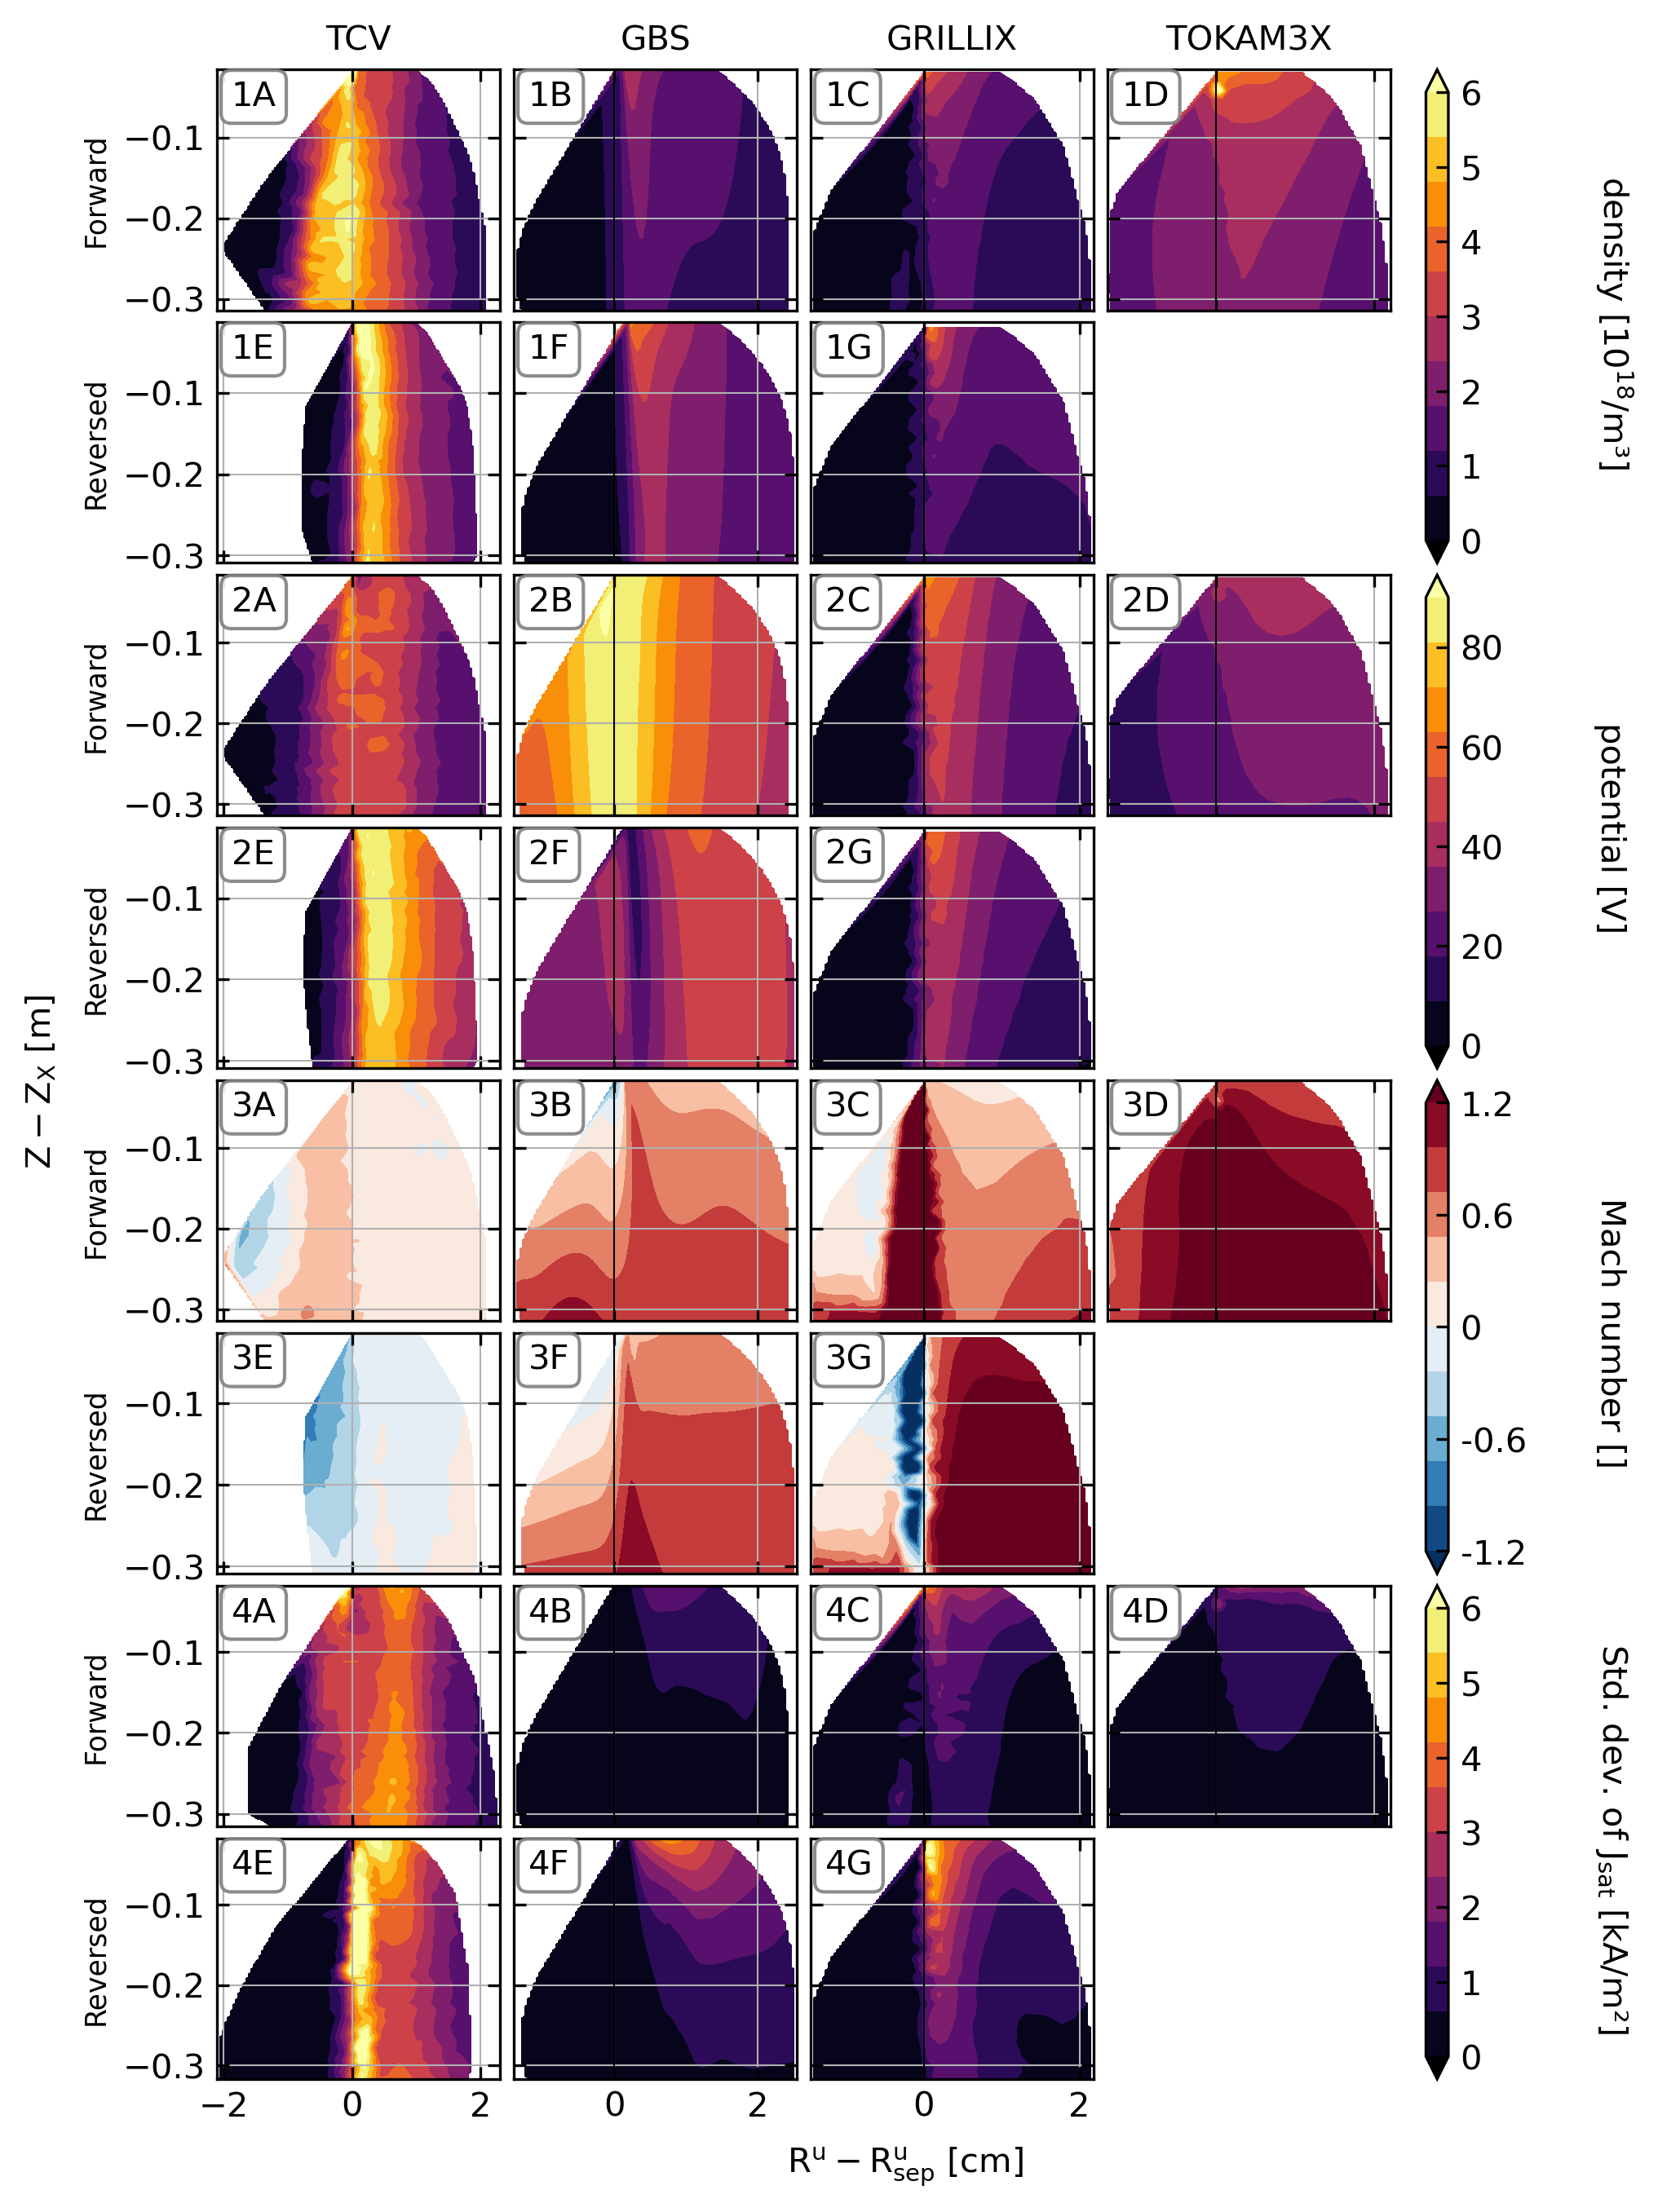 TCV GBS GRILLIX TOKAM3X
1A 1B 1C 1D
Forward
−0.1
−0.2
−0.3
1E 1F 1G
Reversed
−0.1
−0.2
−0.3
6
5
4
3
2
1
0
density [10¹⁸/m³]
2A 2B 2C 2D
Forward
−0.1
−0.2
−0.3
2E 2F 2G
Reversed
−0.1
−0.2
−0.3
80
60
40
20
0
potential [V]
Z − Z_X [m]
3A 3B 3C 3D
Forward
−0.1
−0.2
−0.3
3E 3F 3G
Reversed
−0.1
−0.2
−0.3
1.2
0.6
0
-0.6
-1.2
Mach number []
4A 4B 4C 4D
Forward
−0.1
−0.2
−0.3
4E 4F 4G
Reversed
−0.1
−0.2
−0.3
6
5
4
3
2
1
0
Std. dev. of J_sat [kA/m²]
−2 0 2 0 2 0 2
R^u − R^u_sep [cm]